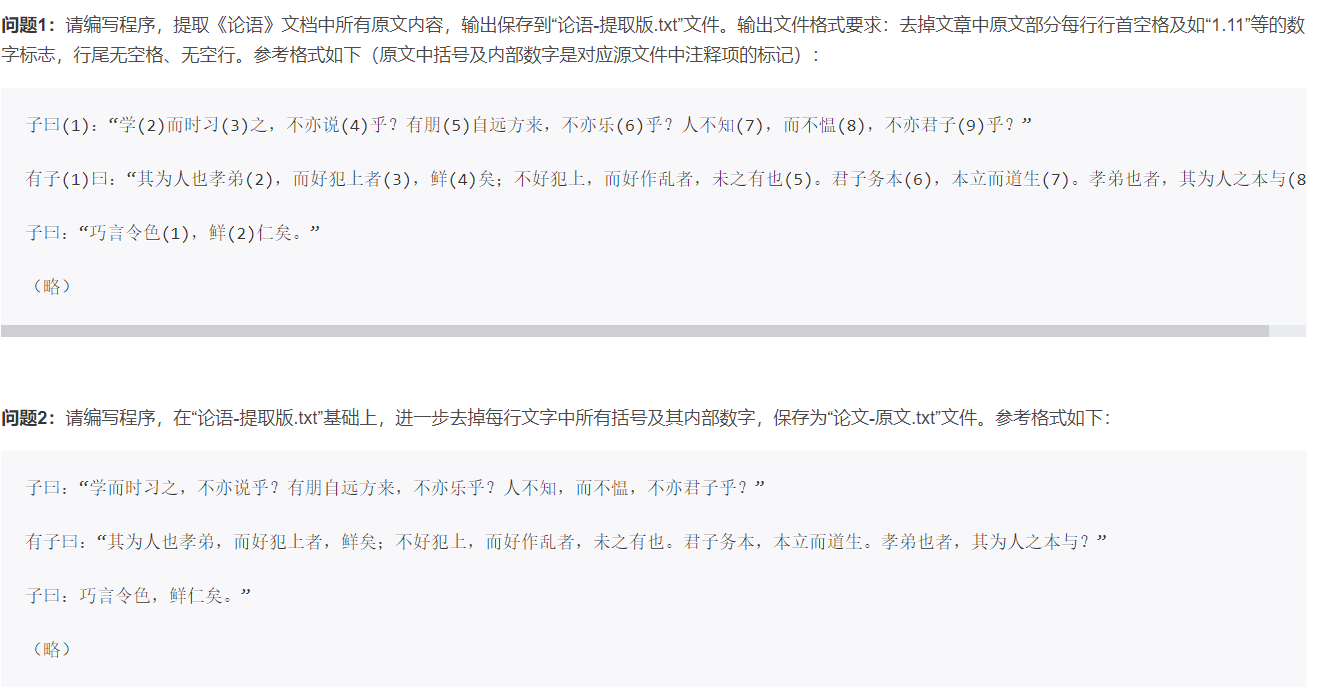 问题1：请编写程序，提取《论语》文档中所有原文内容，输出保存到“论语-提取版.txt”文件。输出文件格式要求：去掉文章中原文部分每行行首空格及如“1.11”等的数
字标志，行尾无空格、无空行。参考格式如下（原文中括号及内部数字是对应源文件中注释项的标记）：
子曰(1)：“学(2)而时习(3)之，不亦说(4)乎？有朋(5)自远方来，不亦乐(6)乎？人不知(7)，而不愠(8)，不亦君子(9)乎？”
有子(1)曰：“其为人也孝弟(2)，而好犯上者(3)，鲜(4)矣；不好犯上，而好作乱者，未之有也(5)。君子务本(6)，本立而道生(7)。孝弟也者，其为人之本与(8
子曰：“巧言令色(1)，鲜(2)仁矣。”
（略）
问题2：请编写程序，在“论语-提取版.txt”基础上，进一步去掉每行文字中所有括号及其内部数字，保存为“论文-原文.txt”文件。参考格式如下：
子曰：“学而时习之，不亦说乎？有朋自远方来，不亦乐乎？人不知，而不愠，不亦君子乎？”
有子曰：“其为人也孝弟，而好犯上者，鲜矣；不好犯上，而好作乱者，未之有也。君子务本，本立而道生。孝弟也者，其为人之本与？”
子曰：巧言令色，鲜仁矣。”
（略）